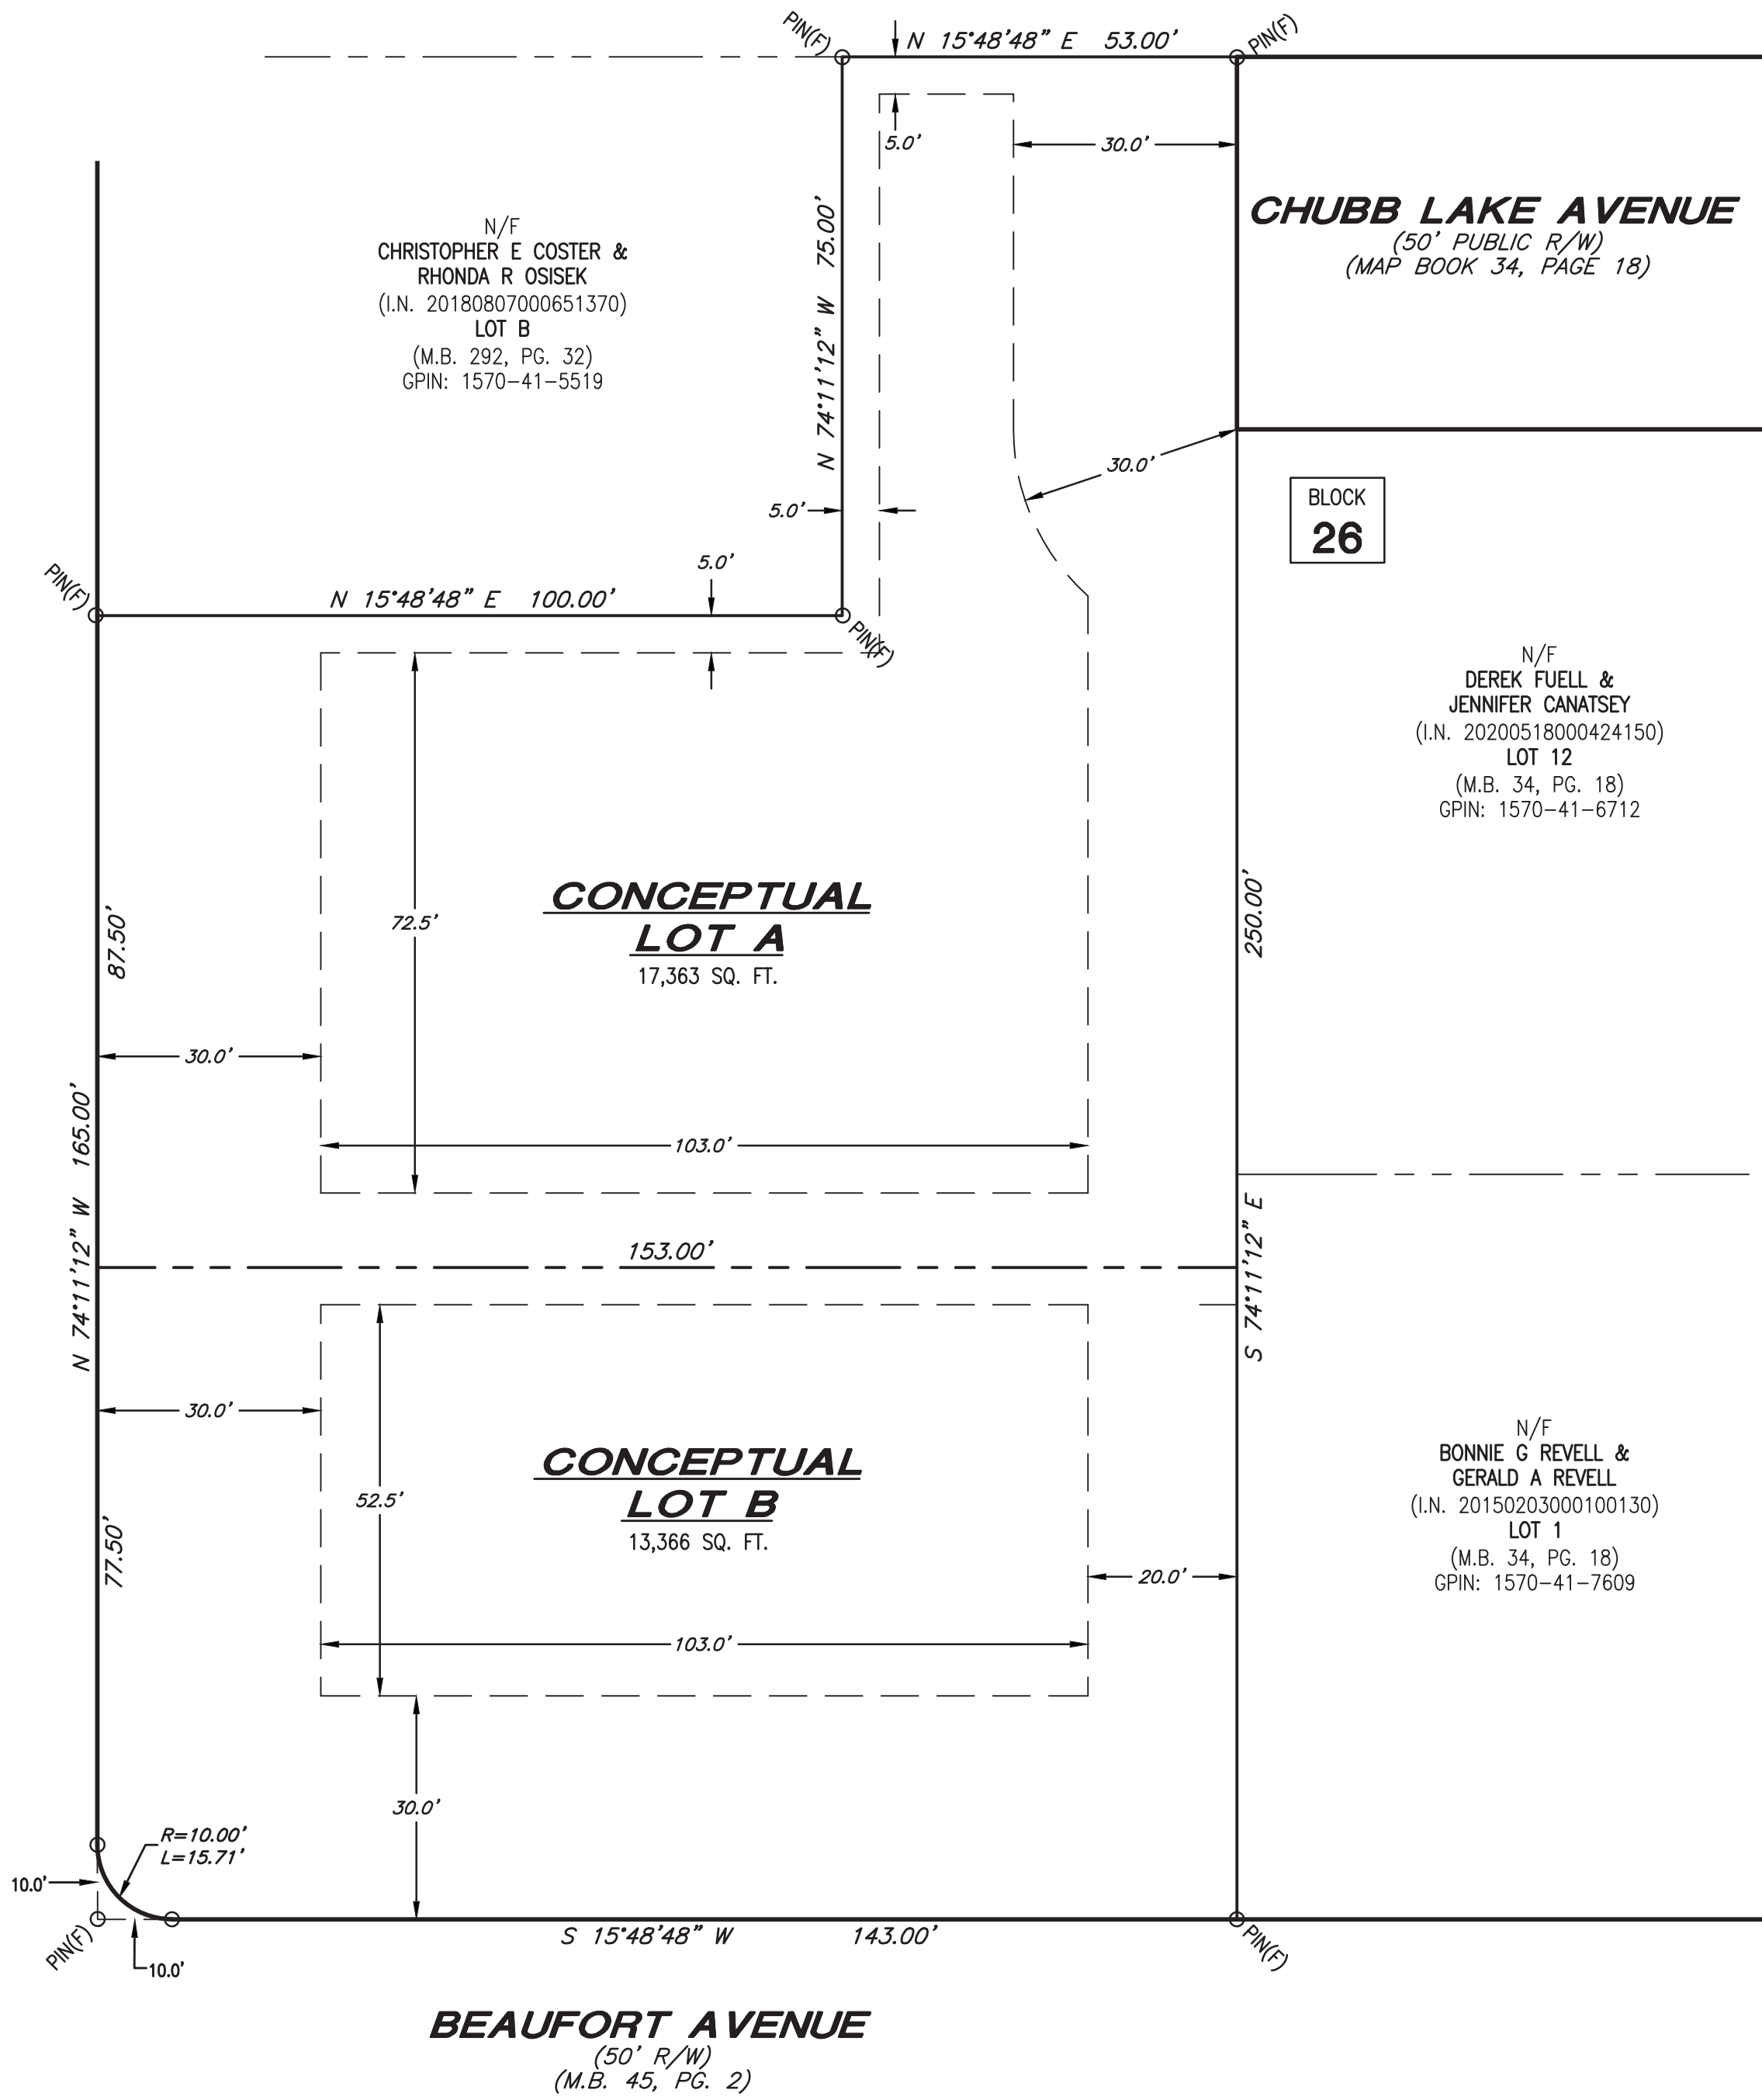 PIN(F)
N 15°48'48" E 53.00'
PIN(F)
5.0'
30.0'
CHUBB LAKE AVENUE
(50' PUBLIC R/W)
(MAP BOOK 34, PAGE 18)
N/F
CHRISTOPHER E COSTER &
RHONDA R OSISEK
(I.N. 20180807000651370)
LOT B
(M.B. 292, PG. 32)
GPIN: 1570-41-5519
N 74°11'12" W 75.00'
30.0'
5.0'
BLOCK
26
PIN(F)
N 15°48'48" E 100.00'
5.0'
PIN(F)
N/F
DEREK FUELL &
JENNIFER CANATSEY
(I.N. 20200518000424150)
LOT 12
(M.B. 34, PG. 18)
GPIN: 1570-41-6712
87.50'
72.5'
CONCEPTUAL
LOT A
17,363 SQ. FT.
250.00'
30.0'
103.0'
N 74°11'12" W 165.00'
153.00'
S 74°11'12" E
30.0'
CONCEPTUAL
LOT B
13,366 SQ. FT.
52.5'
77.50'
20.0'
103.0'
N/F
BONNIE G REVELL &
GERALD A REVELL
(I.N. 20150203000100130)
LOT 1
(M.B. 34, PG. 18)
GPIN: 1570-41-7609
30.0'
R=10.00'
L=15.71'
10.0'
PIN(F)
10.0'
S 15°48'48" W 143.00'
PIN(F)
BEAUFORT AVENUE
(50' R/W)
(M.B. 45, PG. 2)